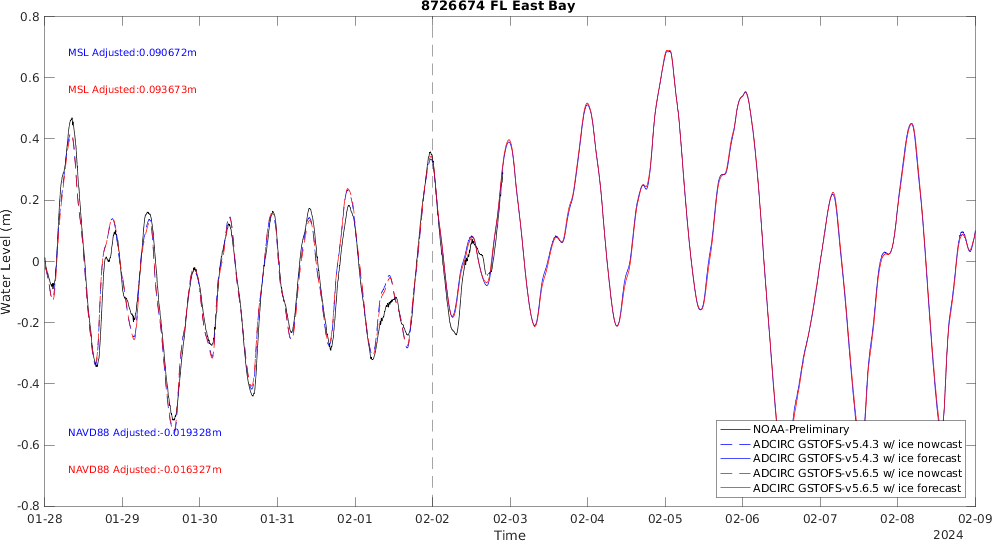 8726674 FL East Bay
Water Level (m)
0.8
0.6
0.4
0.2
0
-0.2
-0.4
-0.6
-0.8
MSL Adjusted:0.090672m
MSL Adjusted:0.093673m
NAVD88 Adjusted:-0.019328m
NAVD88 Adjusted:-0.016327m
NOAA-Preliminary
ADCIRC GSTOFS-v5.4.3 w/ ice nowcast
ADCIRC GSTOFS-v5.4.3 w/ ice forecast
ADCIRC GSTOFS-v5.6.5 w/ ice nowcast
ADCIRC GSTOFS-v5.6.5 w/ ice forecast
01-28 01-29 01-30 01-31 02-01 02-02 02-03 02-04 02-05 02-06 02-07 02-08 02-09
Time
2024